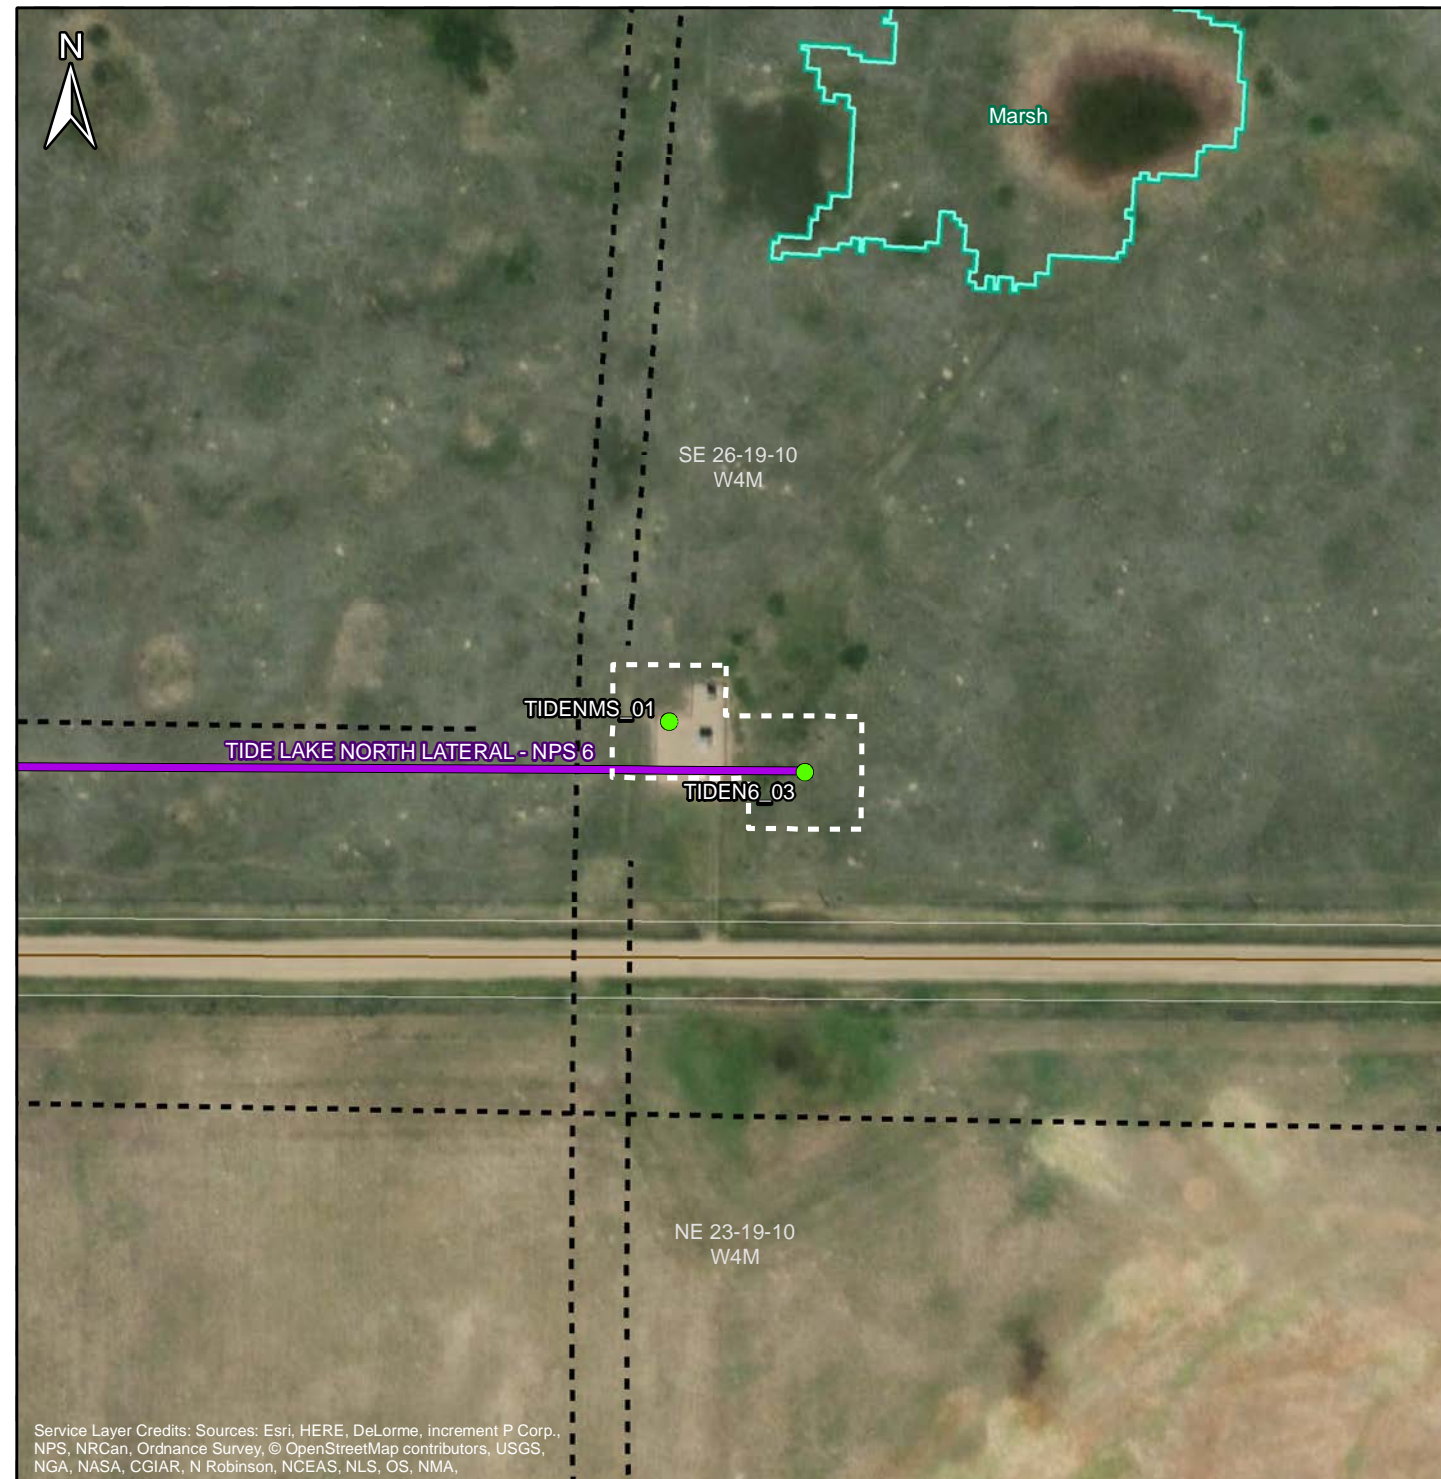 N
Marsh
SE 26-19-10
W4M
TIDENMS_01
TIDE LAKE NORTH LATERAL - NPS 6
TIDEN6_03
NE 23-19-10
W4M
Service Layer Credits: Sources: Esri, HERE, DeLorme, increment P Corp.,
NPS, NRCan, Ordnance Survey, © OpenStreetMap contributors, USGS,
NGA, NASA, CGIAR, N Robinson, NCEAS, NLS, OS, NMA,